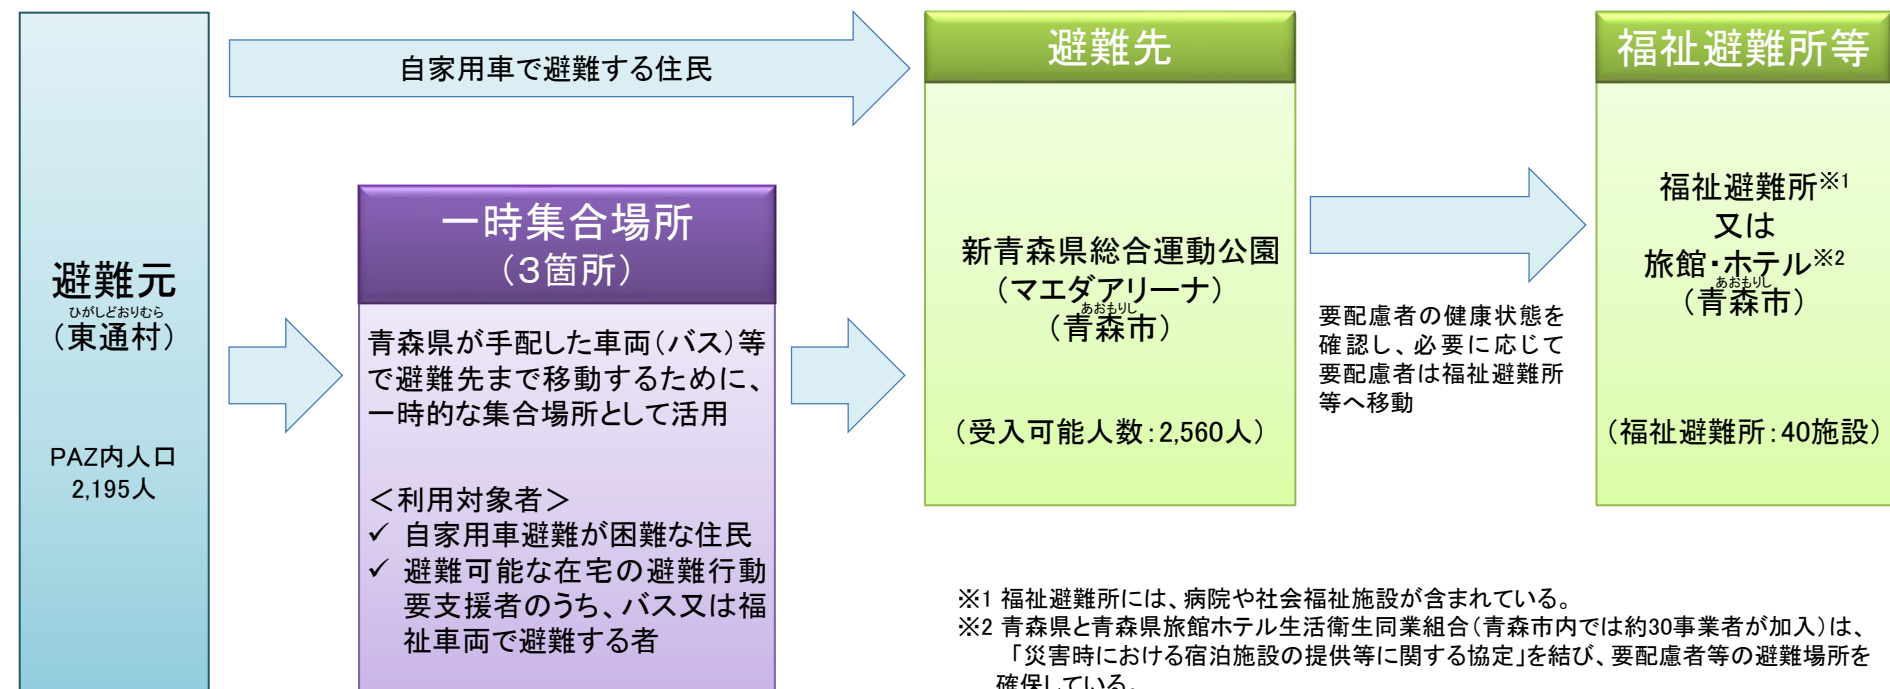 避難元
ひがしどおりむら
(東通村)
PAZ内人口
2,195人
自家用車で避難する住民
一時集合場所
(3箇所)
青森県が手配した車両(バス)等
で避難先まで移動するために、
一時的な集合場所として活用
<利用対象者>
✓ 自家用車避難が困難な住民
✓ 避難可能な在宅の避難行動
要支援者のうち、バス又は福
祉車両で避難する者
避難先
新青森県総合運動公園
(マエダアリーナ)
あおもりし
(青森市)
(受入可能人数:2,560人)
要配慮者の健康状態を
確認し、必要に応じて
要配慮者は福祉避難所
等へ移動
福祉避難所等
福祉避難所※1
又は
旅館・ホテル※2
あおもりし
(青森市)
(福祉避難所:40施設)
※1 福祉避難所には、病院や社会福祉施設が含まれている。
※2 青森県と青森県旅館ホテル生活衛生同業組合(青森市内では約30事業者が加入)は、
「災害時における宿泊施設の提供等に関する協定」を結び、要配慮者等の避難場所を
確保している。